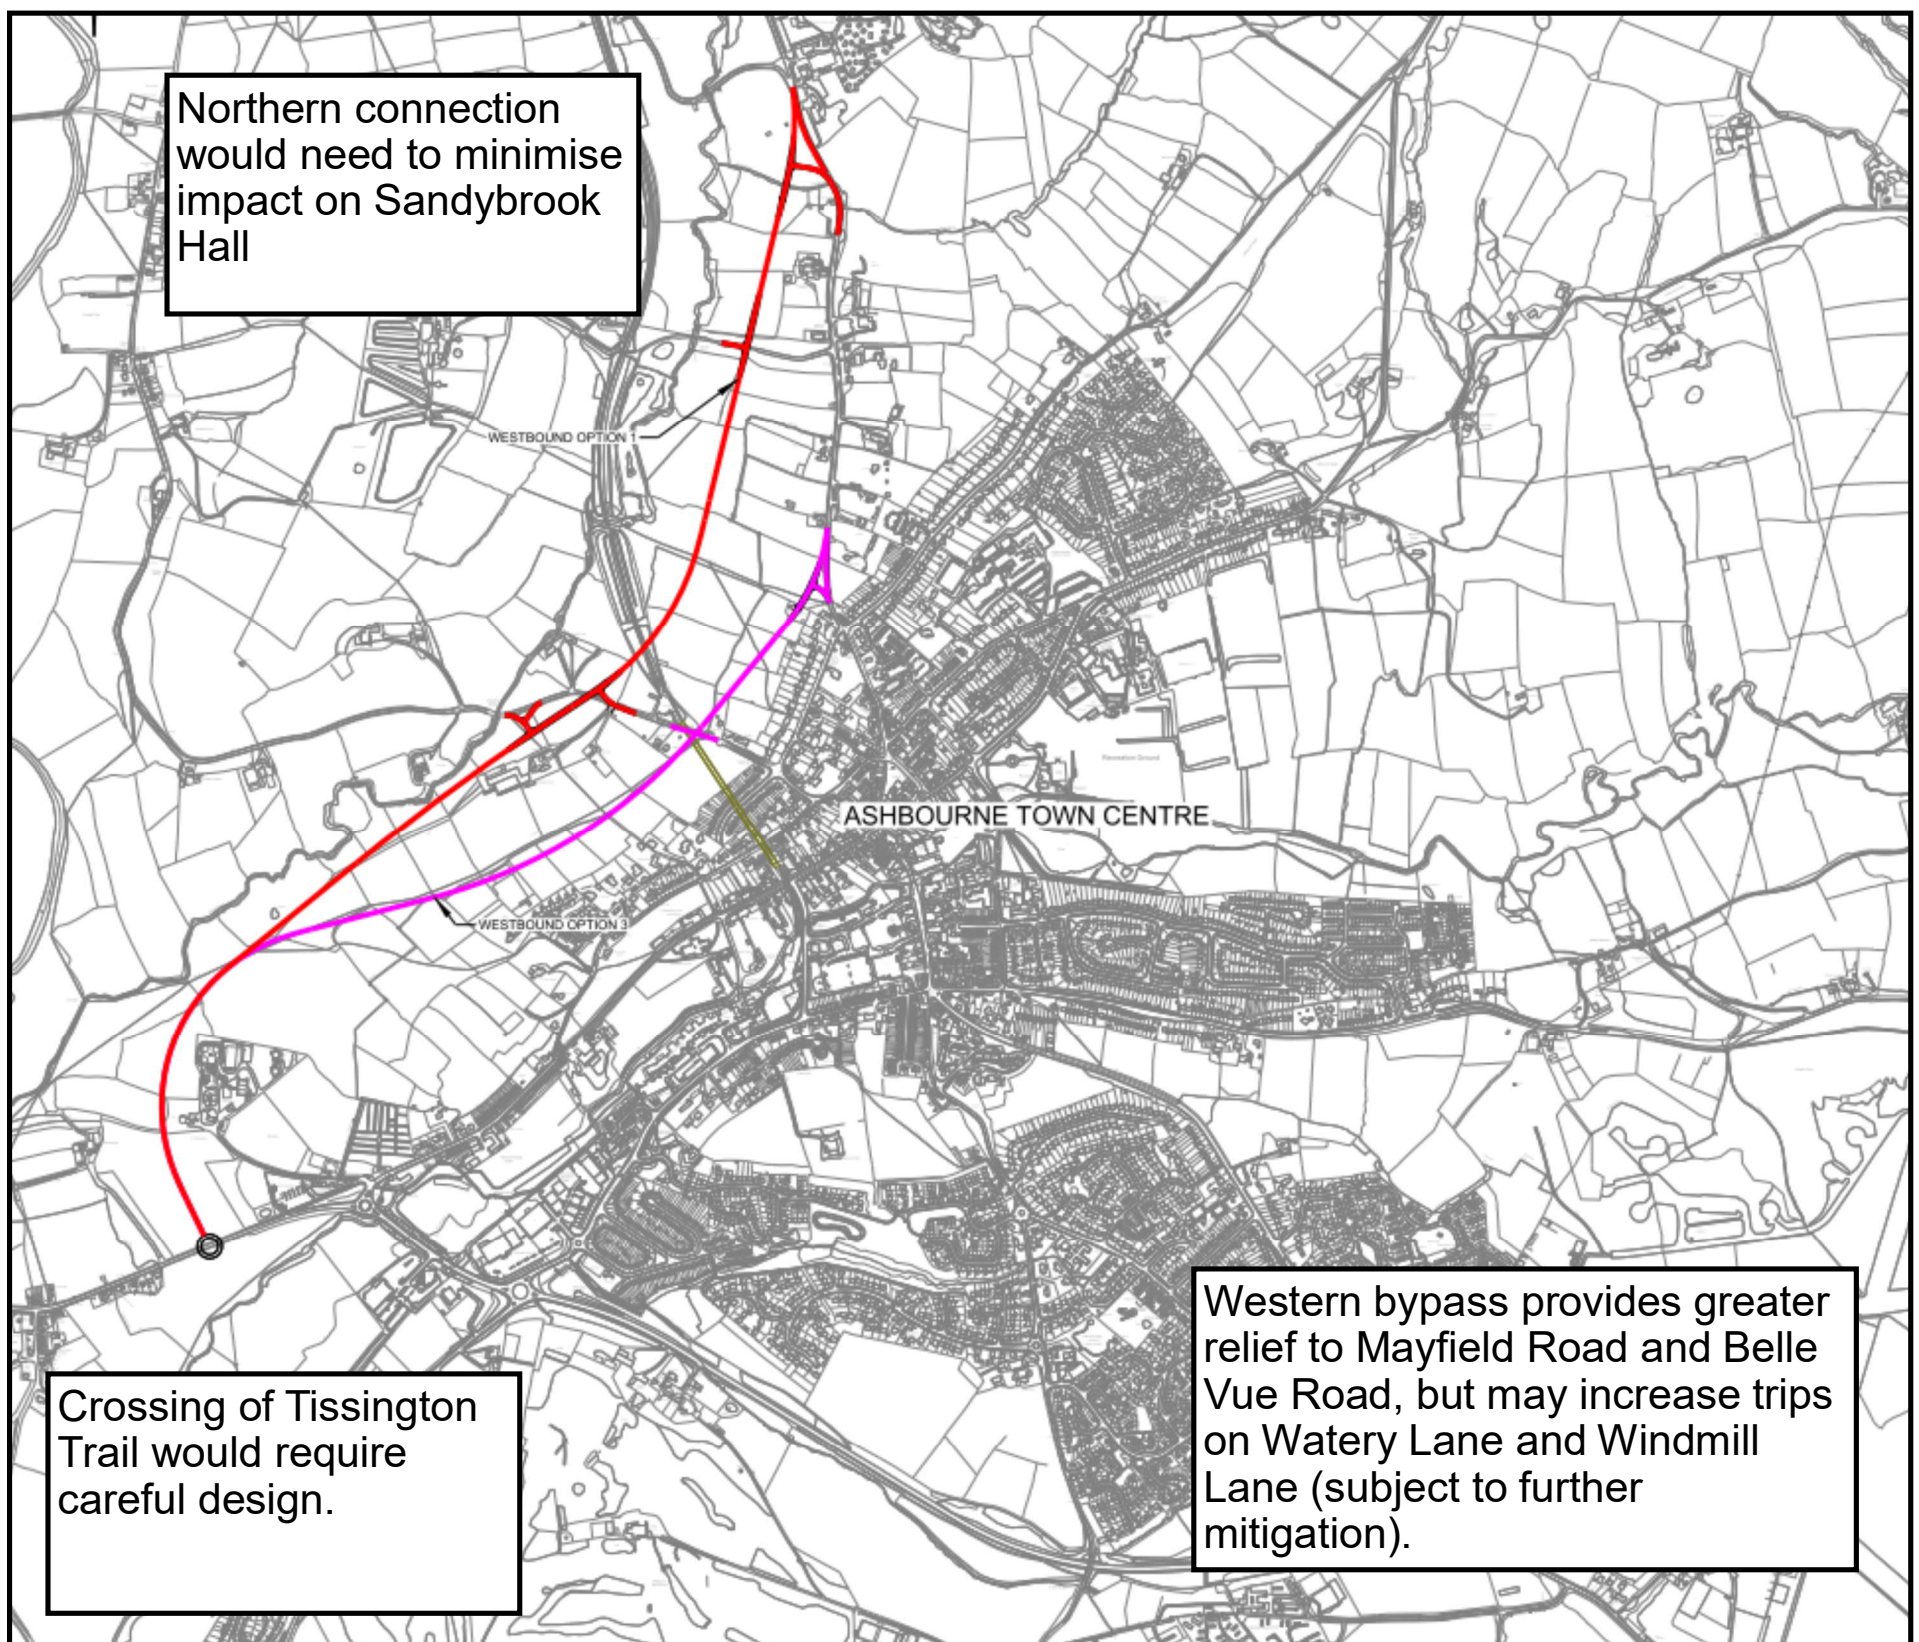 Northern connection
would need to minimise
impact on Sandybrook
Hall
WESTBOUND OPTION 1
ASHBOURNE TOWN CENTRE
WESTBOUND OPTION 3
Western bypass provides greater
relief to Mayfield Road and Belle
Vue Road, but may increase trips
on Watery Lane and Windmill
Lane (subject to further
mitigation).
Crossing of Tissington
Trail would require
careful design.